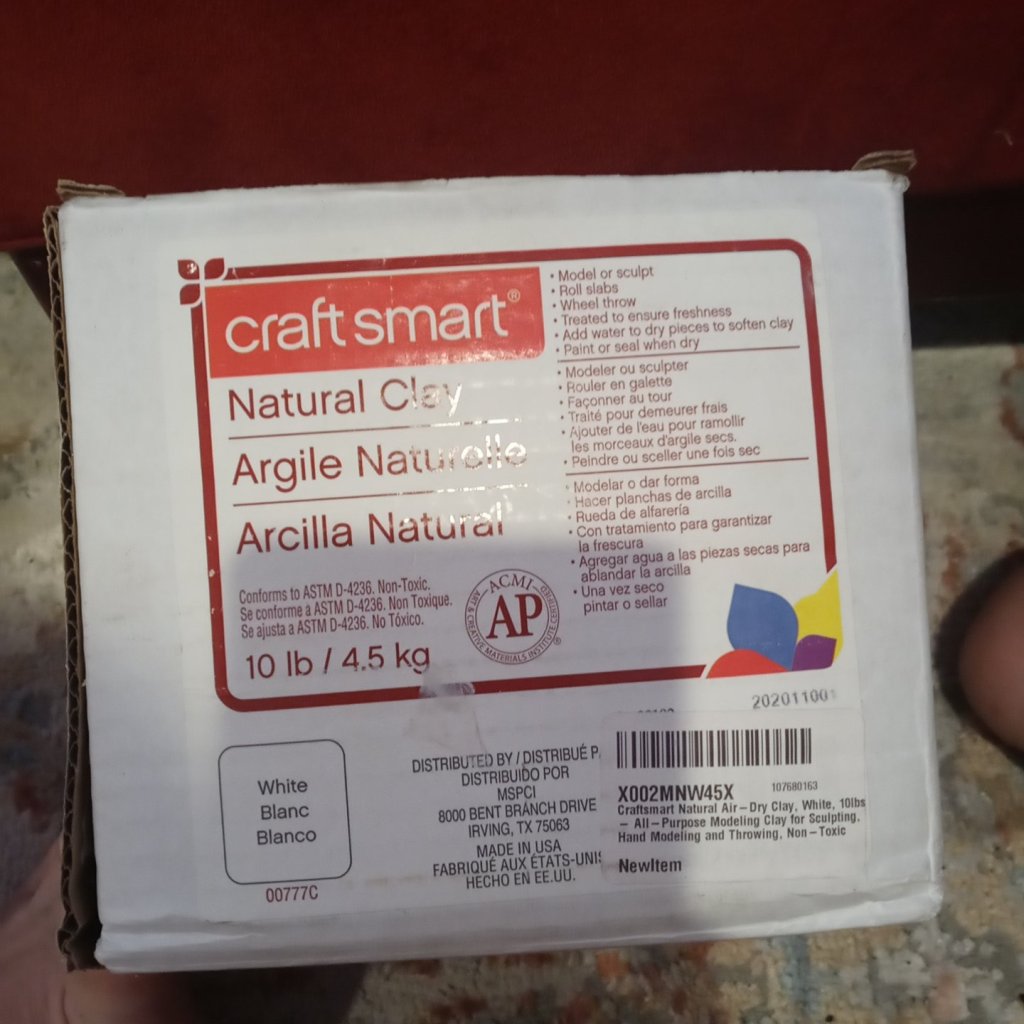 craft smart®
Natural Clay
Argile Naturelle
Arcilla Natural
Conforms to ASTM D-4236. Non-Toxic.
Se conforme a ASTM D-4236. Non Toxique.
Se ajusta a ASTM D-4236. No Tóxico.
10 lb / 4.5 kg
ACMI
AP
ART & CREATIVE MATERIALS INSTITUTE CERTIFIED
®
• Model or sculpt
• Roll slabs
• Wheel throw
• Treated to ensure freshness
• Add water to dry pieces to soften clay
• Paint or seal when dry
• Modeler ou sculpter
• Rouler en galette
• Façonner au tour
• Traité pour demeurer frais
• Ajouter de l'eau pour ramollir
les morceaux d'argile secs.
• Peindre ou sceller une fois sec
• Modelar o dar forma
• Hacer planchas de arcilla
• Rueda de alfarería
• Con tratamiento para garantizar
la frescura
• Agregar agua a las piezas secas para
ablandar la arcilla
• Una vez seco
pintar o sellar
White
Blanc
Blanco
00777C
DISTRIBUTED BY / DISTRIBUÉ P
DISTRIBUIDO POR
MSPCI
8000 BENT BRANCH DRIVE
IRVING, TX 75063
MADE IN USA
FABRIQUÉ AUX ÉTATS-UNIS
HECHO EN EE.UU.
202011001
X002MNW45X
107680163
Craftsmart Natural Air-Dry Clay, White, 10lbs
- All-Purpose Modeling Clay for Sculpting,
Hand Modeling and Throwing, Non-Toxic
NewItem